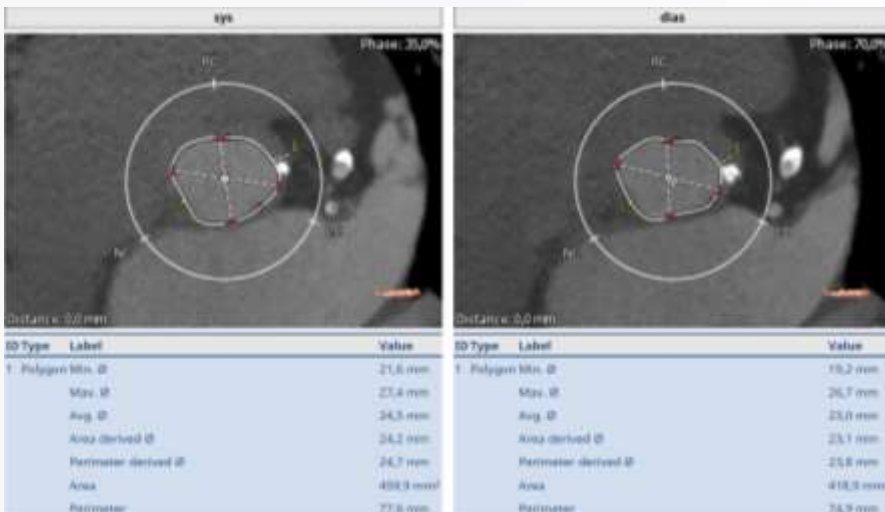 sys
dias
Phase: 35,0%
Phase: 70,0%
RC
RC
L
L
N
N
Distance: 0,0 mm
Distance: 0,0 mm
ID Type Label Value
1 Polygon Min. Ø 21,6 mm
Max. Ø 27,4 mm
Avg. Ø 24,5 mm
Area derived Ø 24,2 mm
Perimeter derived Ø 24,7 mm
Area 459,9 mm²
Perimeter 77,6 mm
ID Type Label Value
1 Polygon Min. Ø 19,2 mm
Max. Ø 26,7 mm
Avg. Ø 23,0 mm
Area derived Ø 23,1 mm
Perimeter derived Ø 23,8 mm
Area 418,9 mm²
Perimeter 74,9 mm